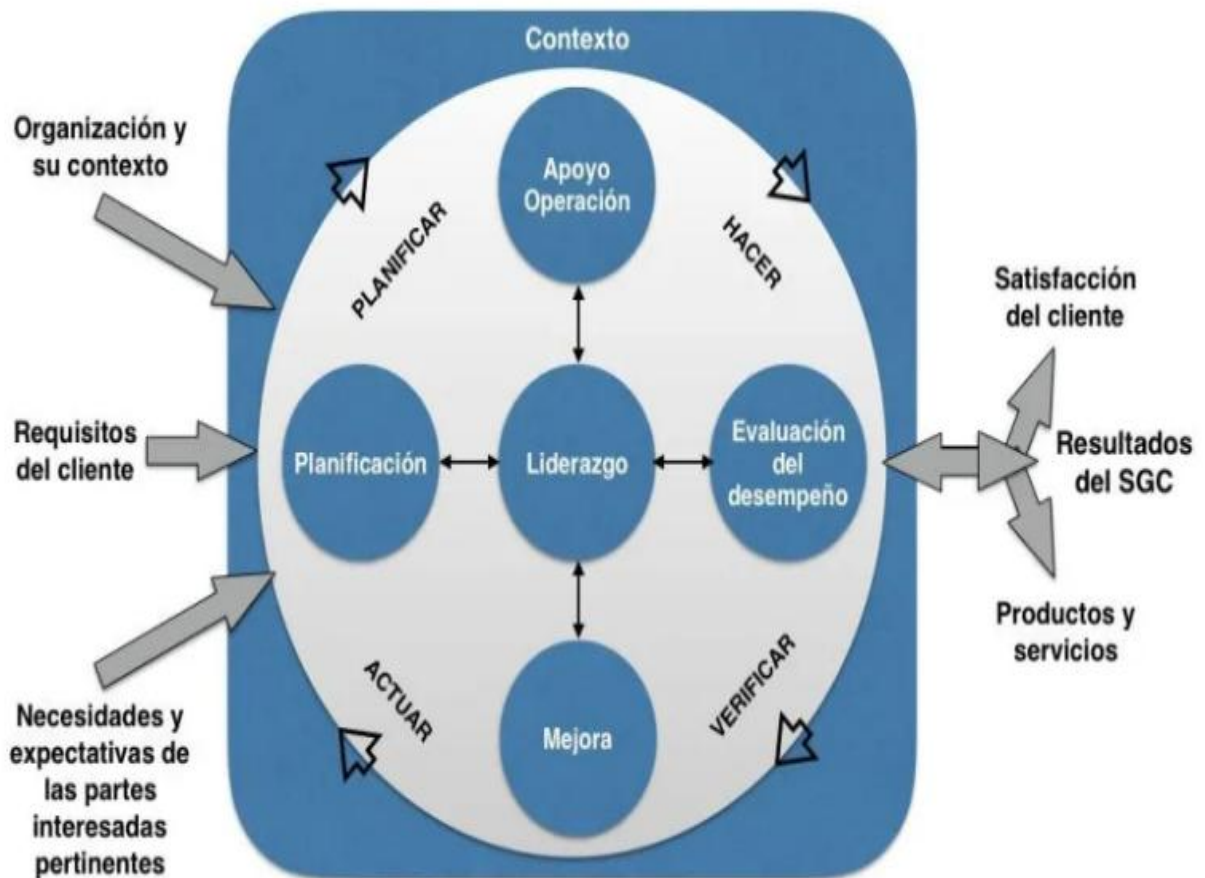 Contexto
Organización y
su contexto
Apoyo
Operación
PLANIFICAR
HACER
Satisfacción
del cliente
Requisitos
del cliente
Planificación
Liderazgo
Evaluación
del
desempeño
Resultados
del SGC
Productos y
servicios
ACTUAR
VERIFICAR
Mejora
Necesidades y
expectativas de
las partes
interesadas
pertinentes